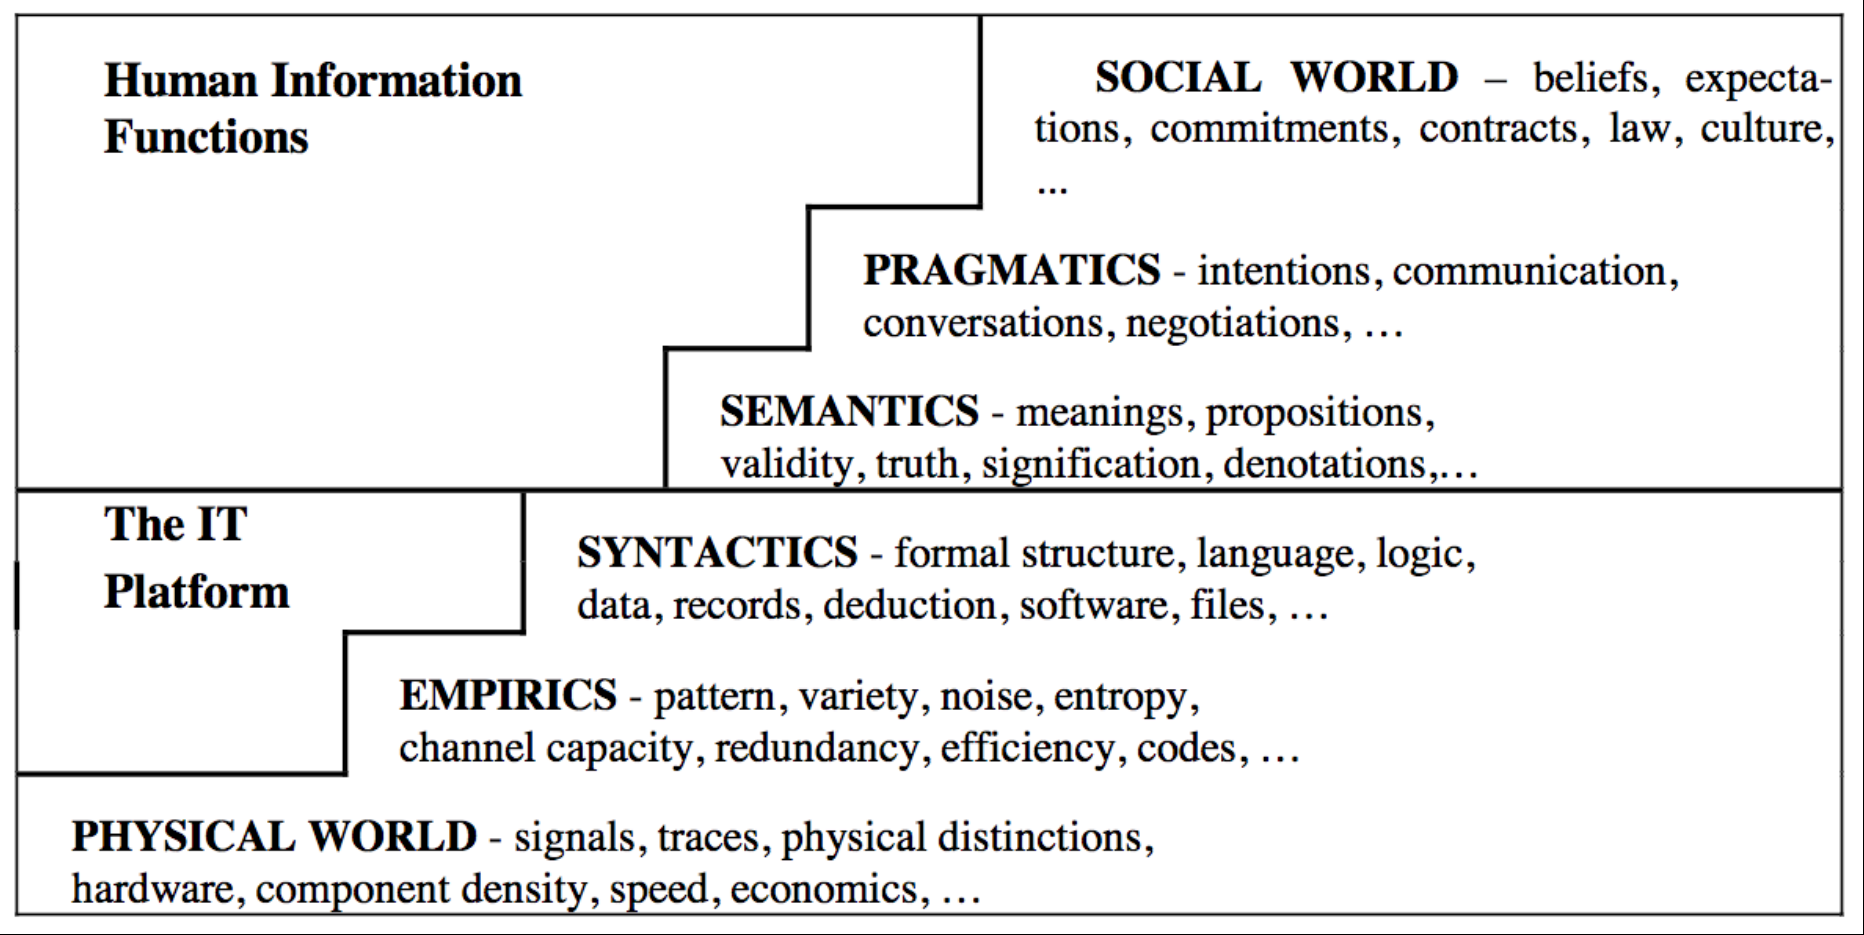 Human Information
Functions
SOCIAL WORLD – beliefs, expecta-
tions, commitments, contracts, law, culture,
...
PRAGMATICS - intentions, communication,
conversations, negotiations, …
SEMANTICS - meanings, propositions,
validity, truth, signification, denotations,…
The IT
Platform
SYNTACTICS - formal structure, language, logic,
data, records, deduction, software, files, …
EMPIRICS - pattern, variety, noise, entropy,
channel capacity, redundancy, efficiency, codes, …
PHYSICAL WORLD - signals, traces, physical distinctions,
hardware, component density, speed, economics, …